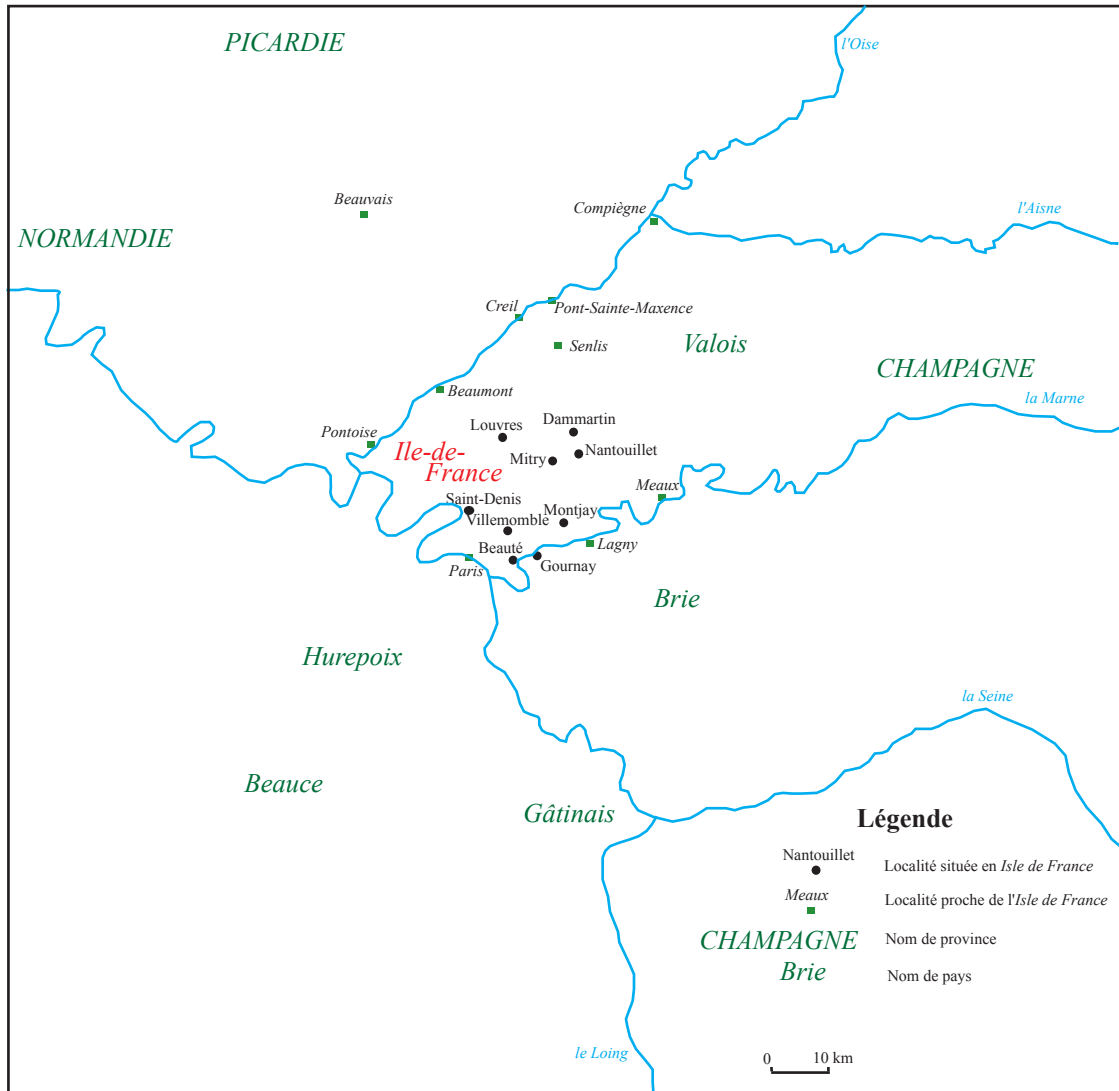 PICARDIE
l'Oise
Beauvais
Compiègne
l'Aisne
NORMANDIE
Creil
Pont-Sainte-Maxence
Senlis
Valois
CHAMPAGNE
Beaumont
la Marne
Louvres
Dammartin
Pontoise
Ile-de-
France
Mitry
Nantouillet
Meaux
Saint-Denis
Villemomble
Montjay
Beauté
Lagny
Paris
Gournay
Brie
Hurepoix
la Seine
Beauce
Gâtinais
Légende
Nantouillet
Localité située en Isle de France
Meaux
Localité proche de l'Isle de France
CHAMPAGNE
Nom de province
Brie
Nom de pays
le Loing
0 10 km